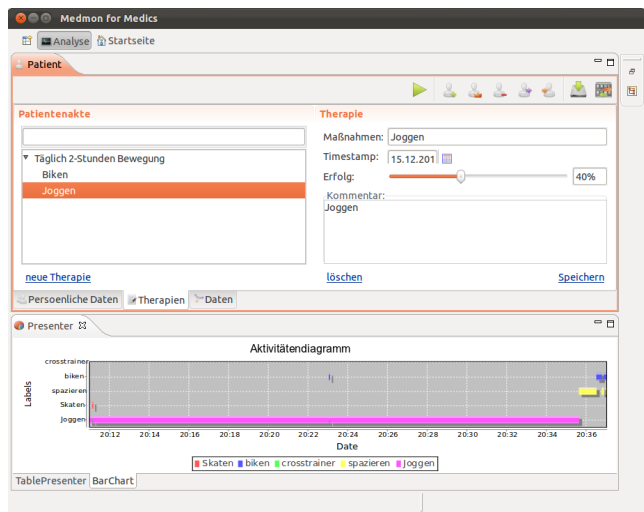 Medmon for Medics
Analyse Startseite
Patient
Patientenakte
Täglich 2-Stunden Bewegung
Biken
Joggen
neue Therapie
Therapie
Maßnahmen: Joggen
Timestamp: 15.12.201
Erfolg: 40%
Kommentar:
Joggen
löschen Speichern
Persoenliche Daten Therapien Daten
Presenter
Aktivitätendiagramm
Labels
crosstrainer
biken
spazieren
Skaten
Joggen
20:12 20:14 20:16 20:18 20:20 20:22 20:24 20:26 20:28 20:30 20:32 20:34 20:36
Date
Skaten biken crosstrainer spazieren Joggen
TablePresenter BarChart